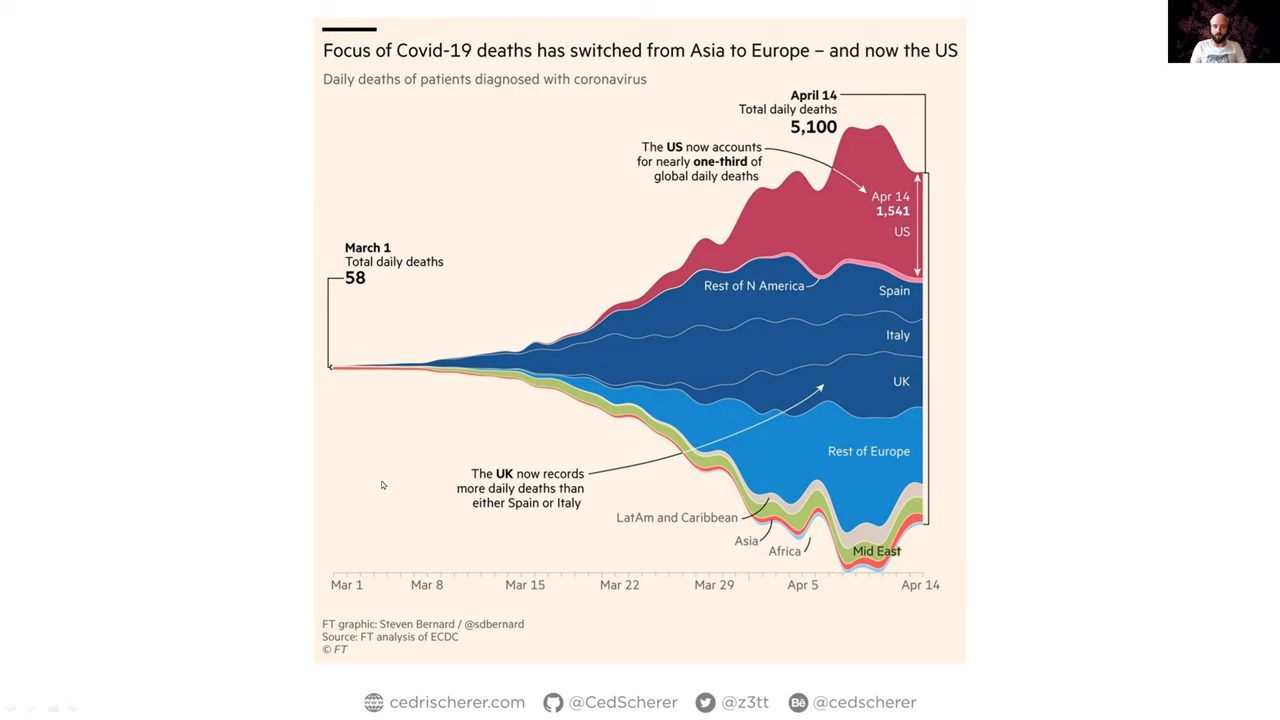 Focus of Covid-19 deaths has switched from Asia to Europe – and now the US
Daily deaths of patients diagnosed with coronavirus
April 14
Total daily deaths
5,100
The US now accounts
for nearly one-third of
global daily deaths
Apr 14
1,541
US
March 1
Total daily deaths
58
Rest of N America
Spain
Italy
UK
Rest of Europe
The UK now records
more daily deaths than
either Spain or Italy
LatAm and Caribbean
Asia
Africa
Mid East
Mar 1
Mar 8
Mar 15
Mar 22
Mar 29
Apr 5
Apr 14
FT graphic: Steven Bernard / @sdbernard
Source: FT analysis of ECDC
© FT
cedricscherer.com
@CedScherer
@z3tt
@cedscherer